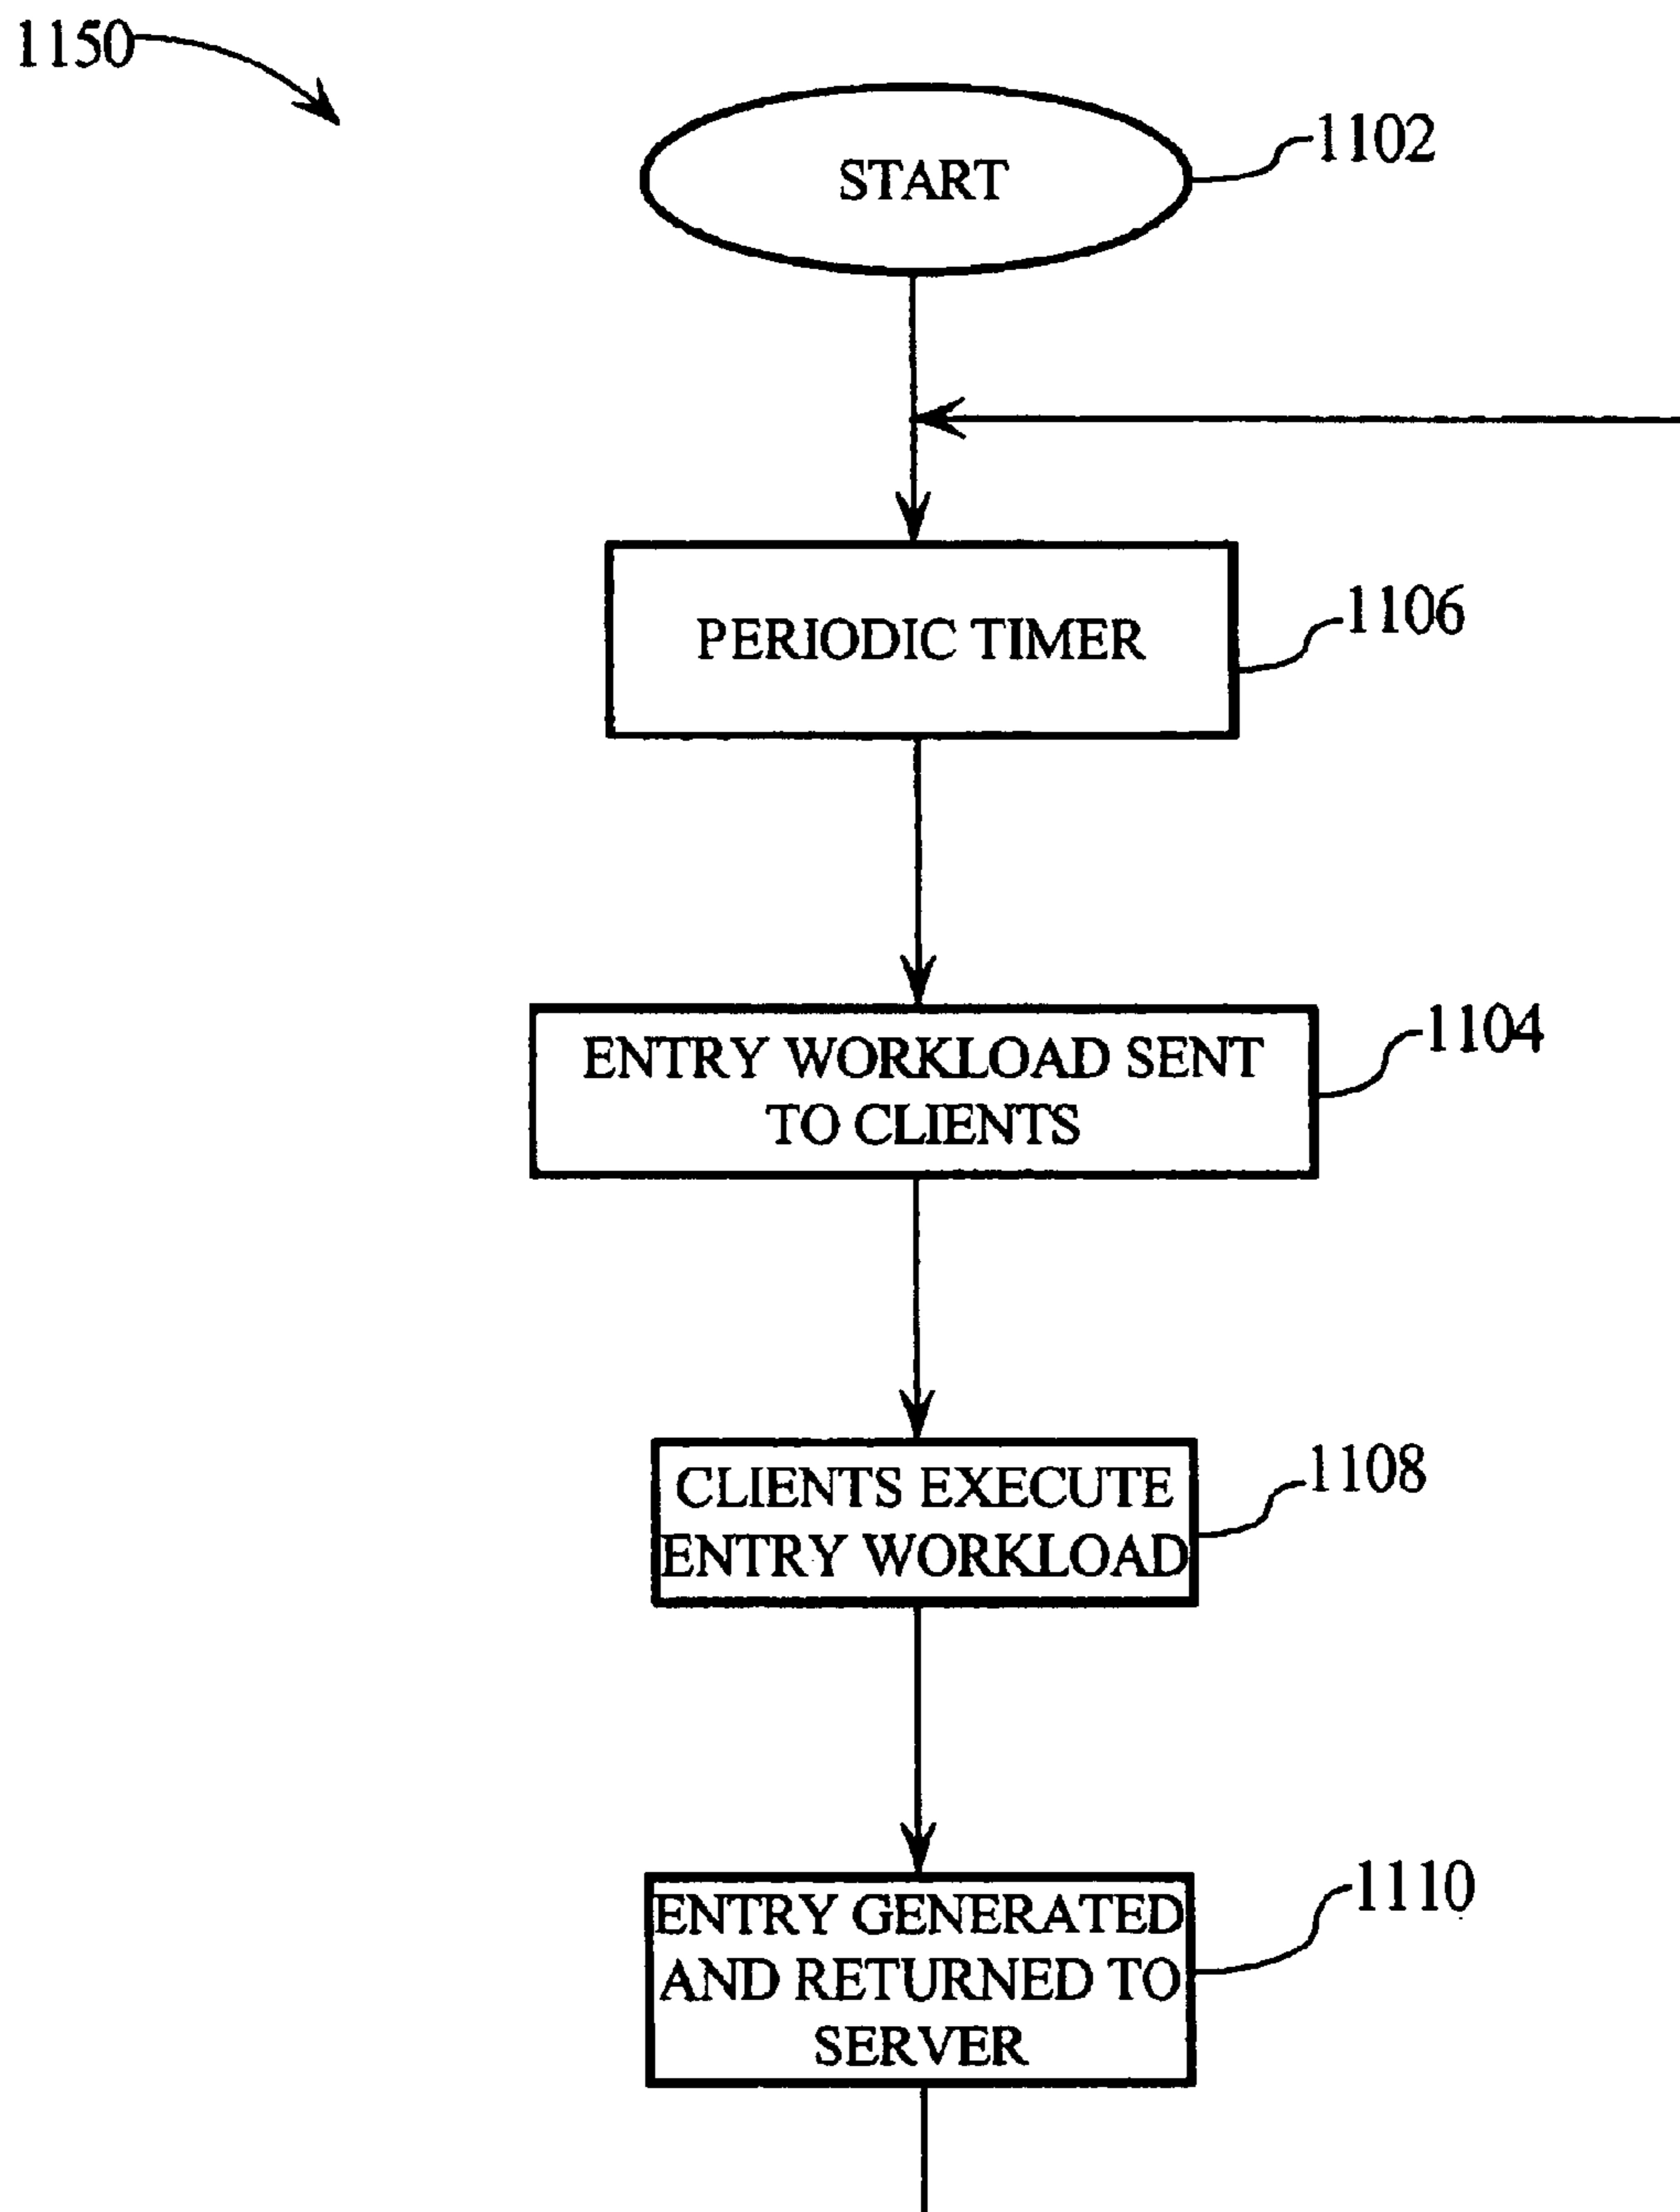 1150
START
1102
PERIODIC TIMER
1106
ENTRY WORKLOAD SENT
TO CLIENTS
1104
CLIENTS EXECUTE
ENTRY WORKLOAD
1108
ENTRY GENERATED
AND RETURNED TO
SERVER
1110